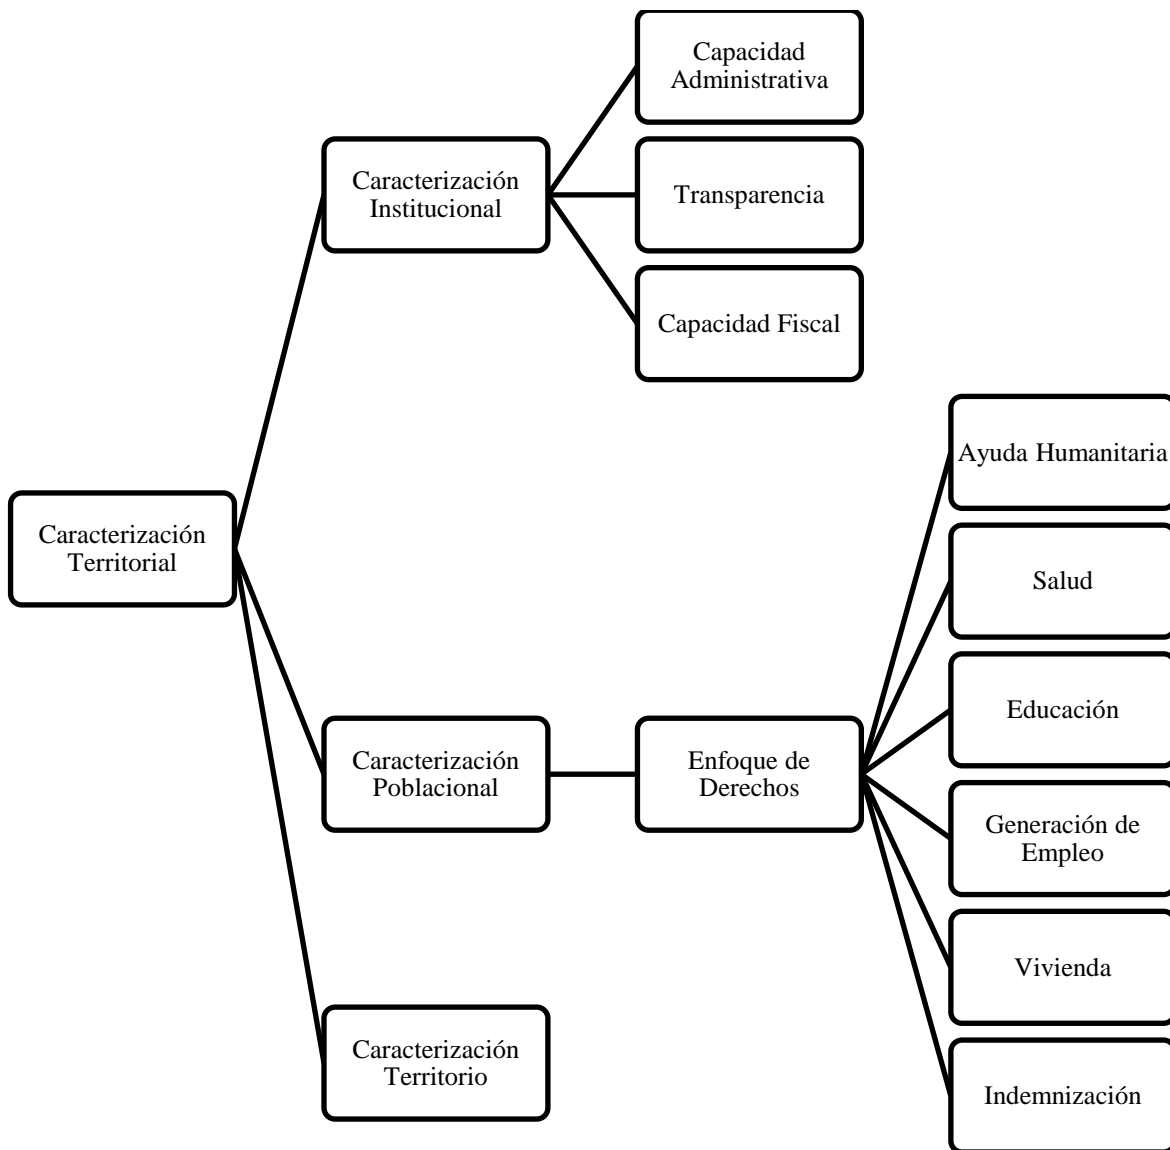 Capacidad
Administrativa
Caracterización
Institucional
Transparencia
Capacidad Fiscal
Ayuda Humanitaria
Caracterización
Territorial
Salud
Educación
Caracterización
Poblacional
Enfoque de
Derechos
Generación de
Empleo
Vivienda
Caracterización
Territorio
Indemnización